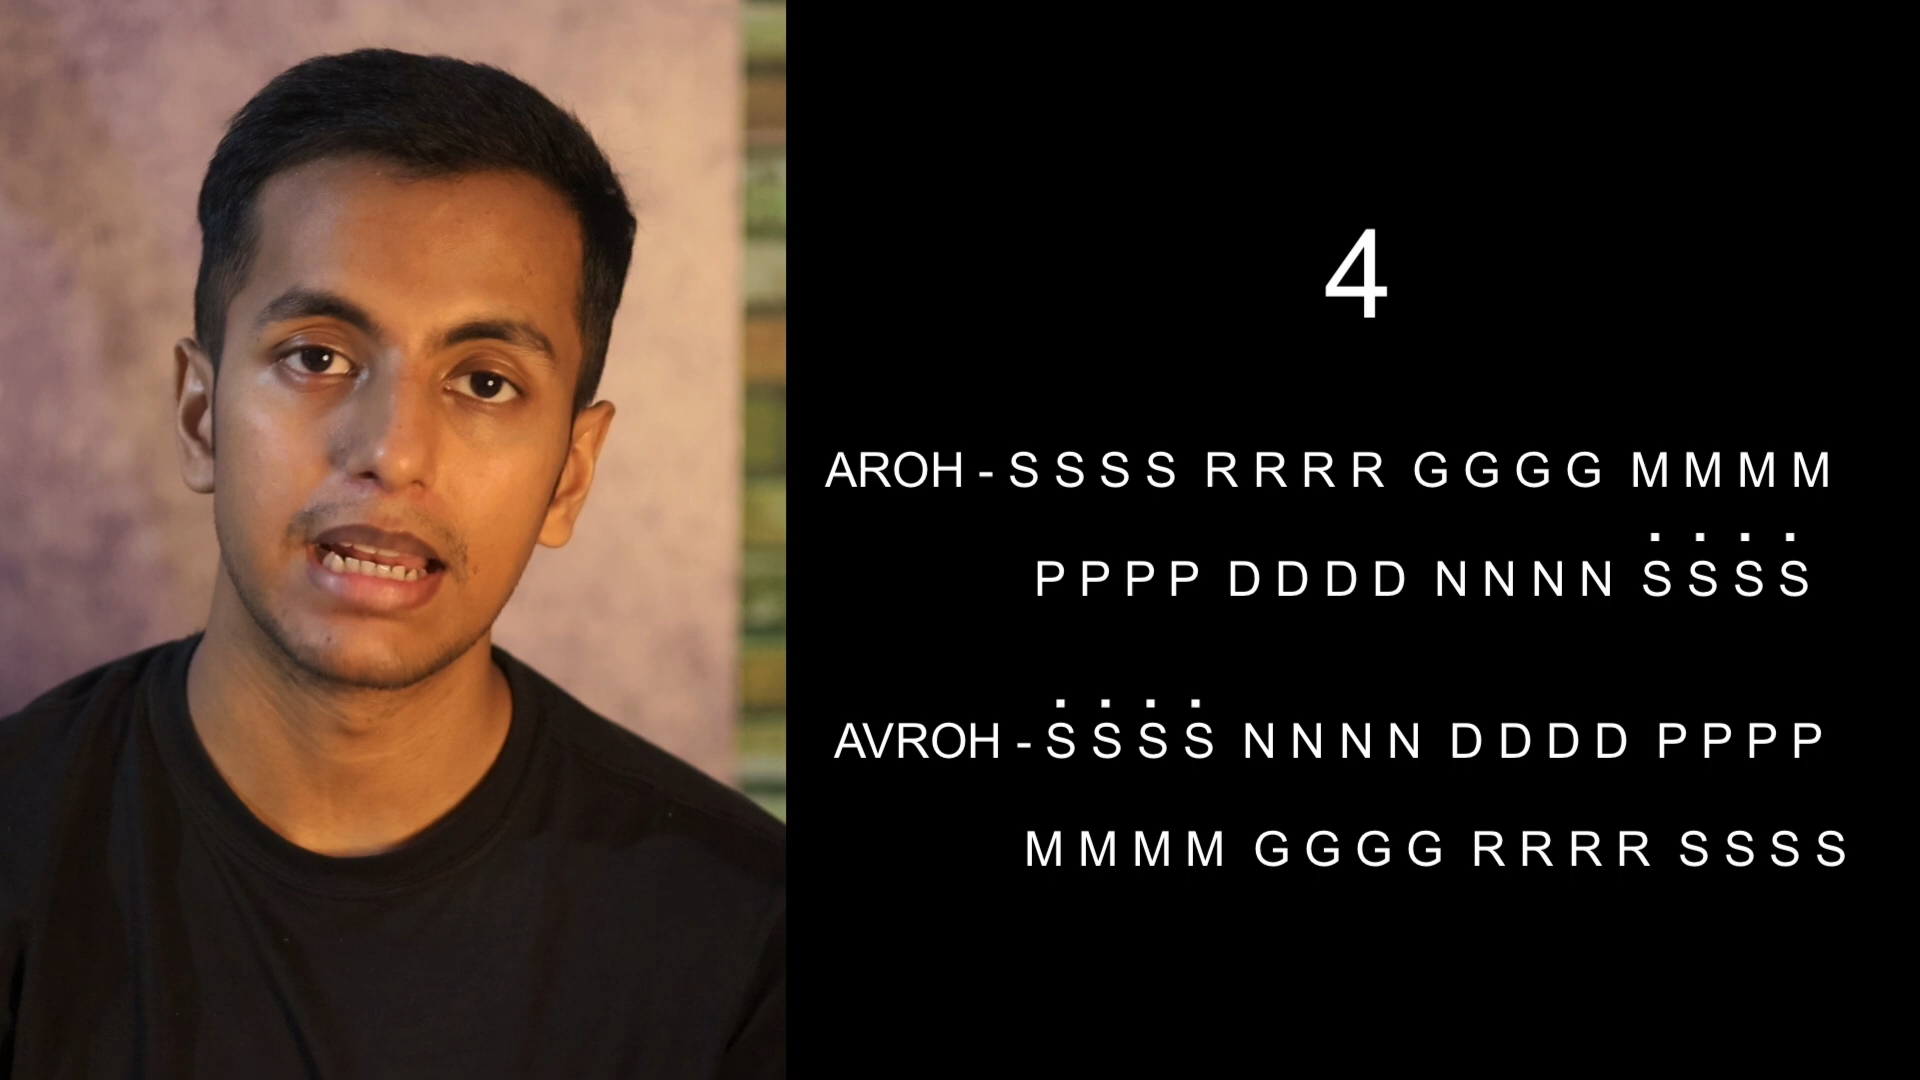 4
AROH - S S S S R R R R G G G G M M M M
P P P P D D D D N N N N Ṡ Ṡ Ṡ Ṡ
AVROH - Ṡ Ṡ Ṡ Ṡ N N N N D D D D P P P P
M M M M G G G G R R R R S S S S